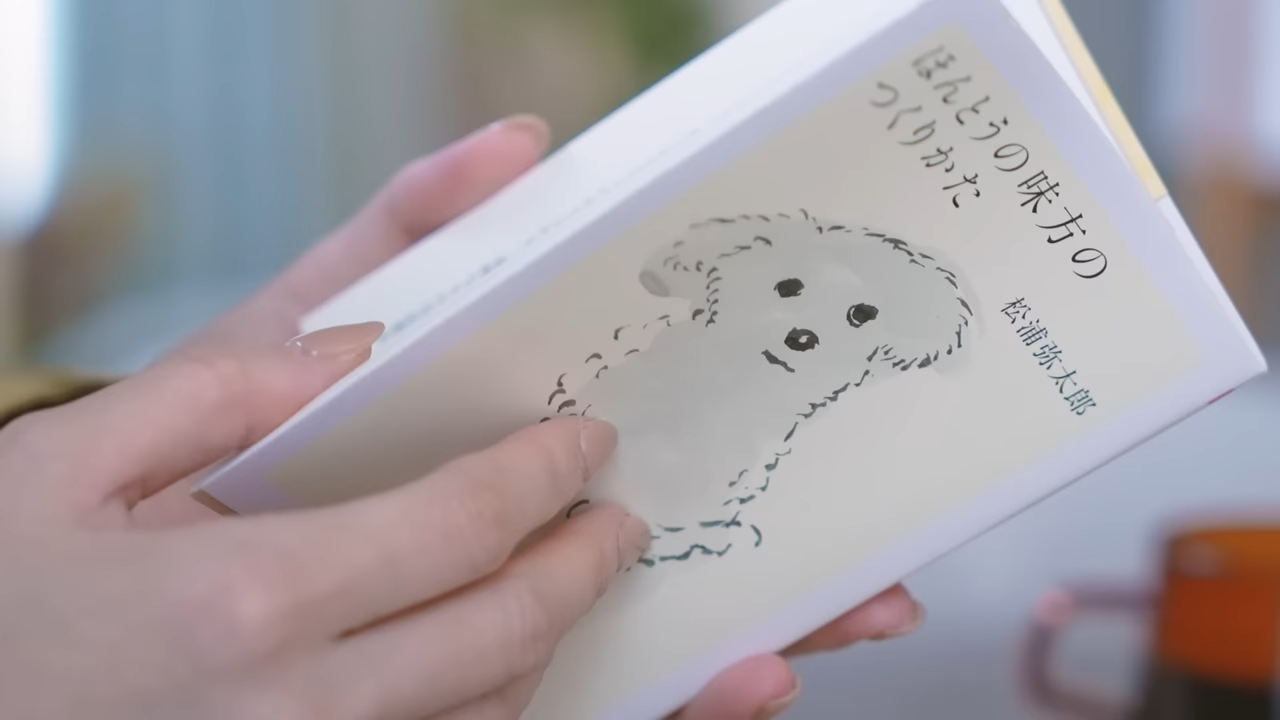 ほんとうの味方の
つくりかた
松浦弥太郎